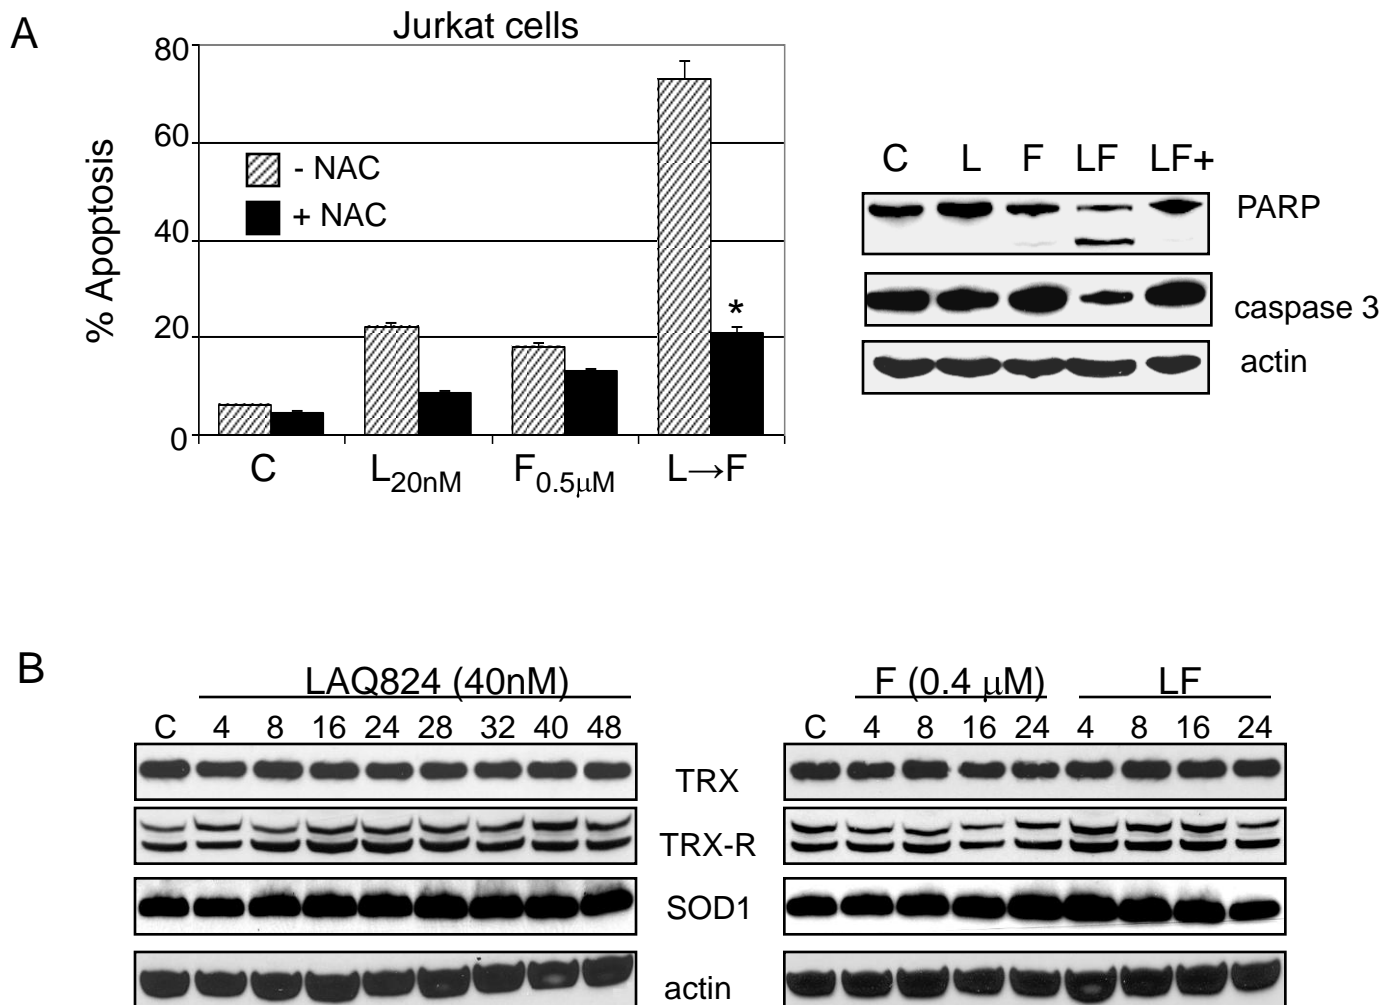 A
Jurkat cells
80
60
40
20
0
% Apoptosis
- NAC
+ NAC
*
C L20nM F0.5μM L→F
C L F LF LF+
PARP
caspase 3
actin
B
LAQ824 (40nM)
C 4 8 16 24 28 32 40 48
F (0.4 μM) LF
C 4 8 16 24 4 8 16 24
TRX
TRX-R
SOD1
actin